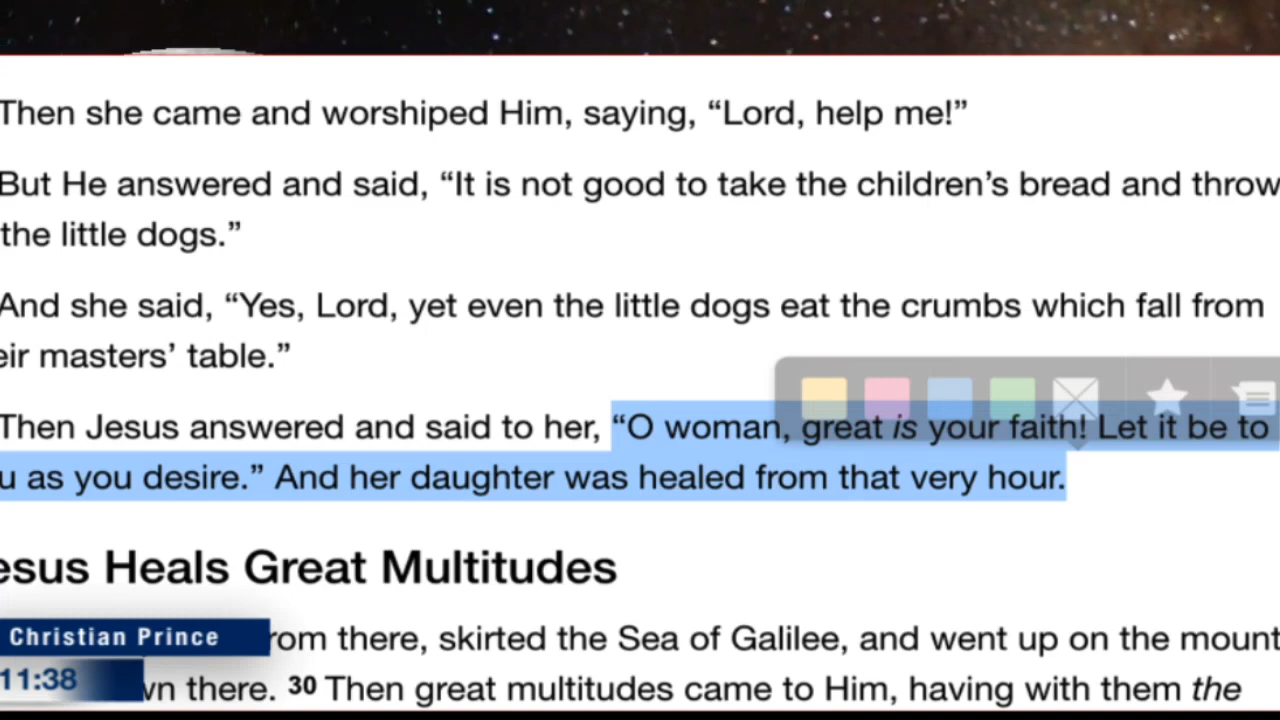 Then she came and worshiped Him, saying, “Lord, help me!”
But He answered and said, “It is not good to take the children’s bread and throw
the little dogs.”
And she said, “Yes, Lord, yet even the little dogs eat the crumbs which fall from
eir masters’ table.”
Then Jesus answered and said to her, “O woman, great is your faith! Let it be to
u as you desire.” And her daughter was healed from that very hour.
esus Heals Great Multitudes
rom there, skirted the Sea of Galilee, and went up on the mount
wn there. 30 Then great multitudes came to Him, having with them the
Christian Prince
11:38